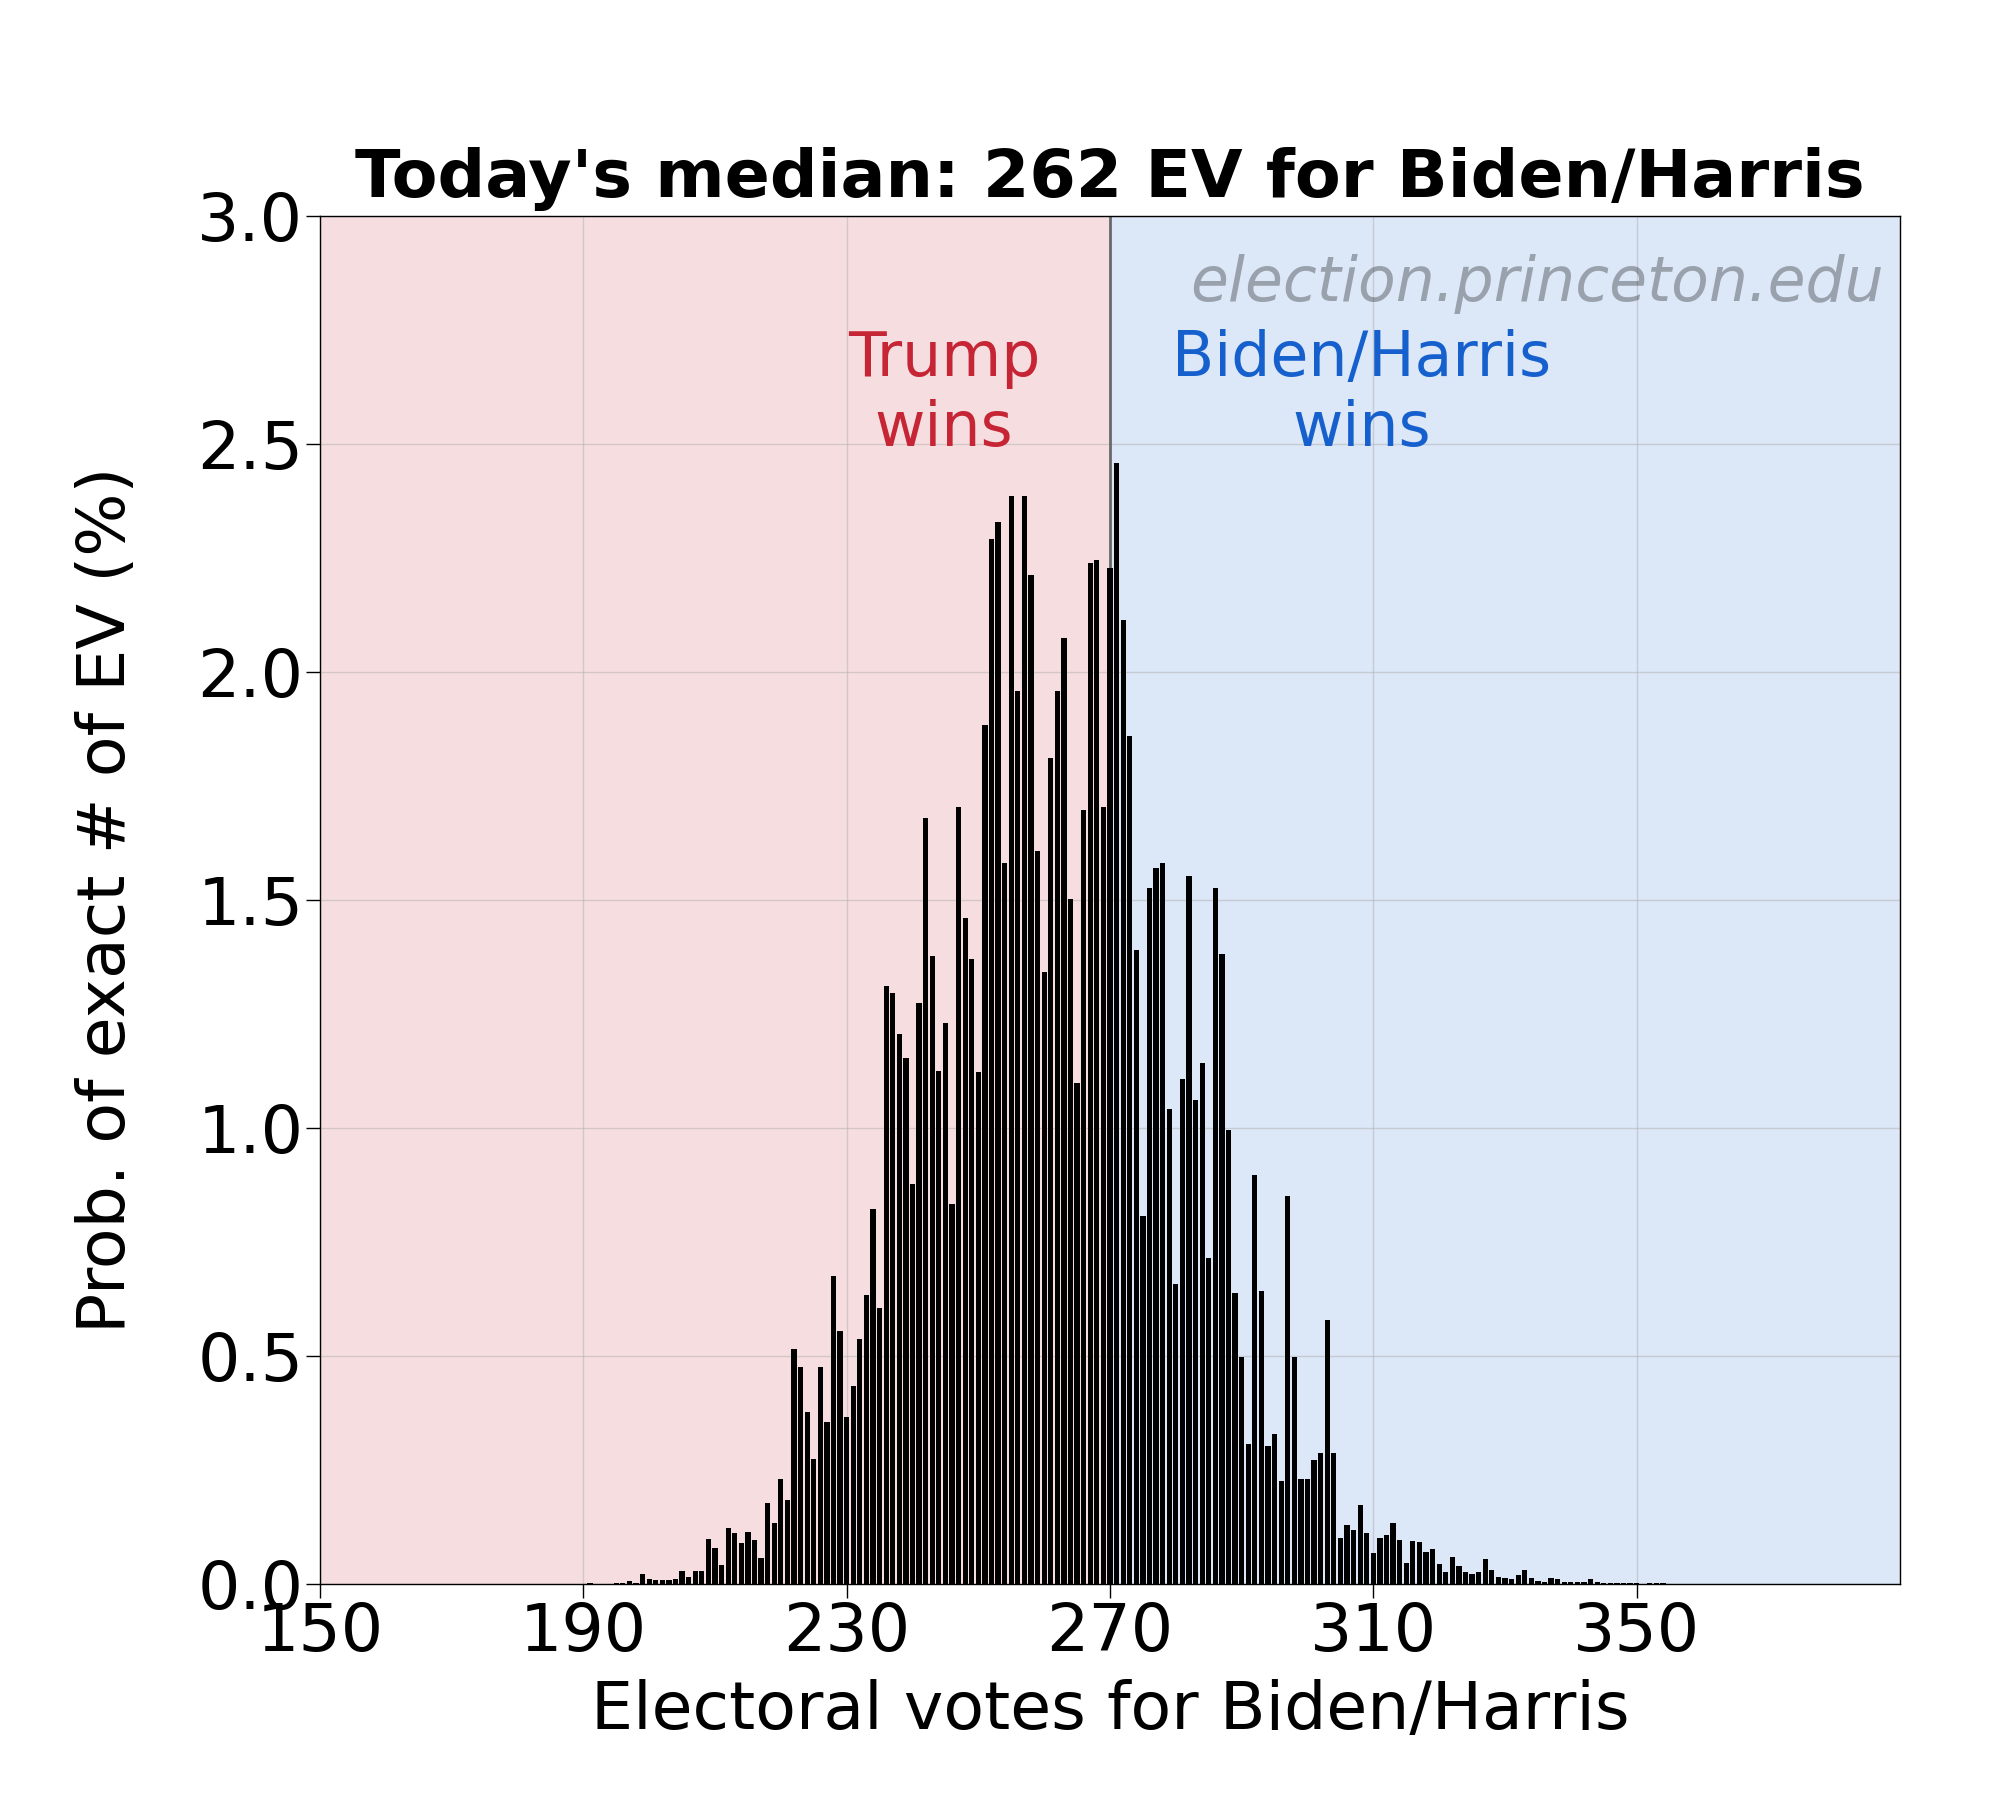 Today's median: 262 EV for Biden/Harris
election.princeton.edu
Trump
wins
Biden/Harris
wins
Prob. of exact # of EV (%)
3.0
2.5
2.0
1.5
1.0
0.5
0.0
150 190 230 270 310 350
Electoral votes for Biden/Harris